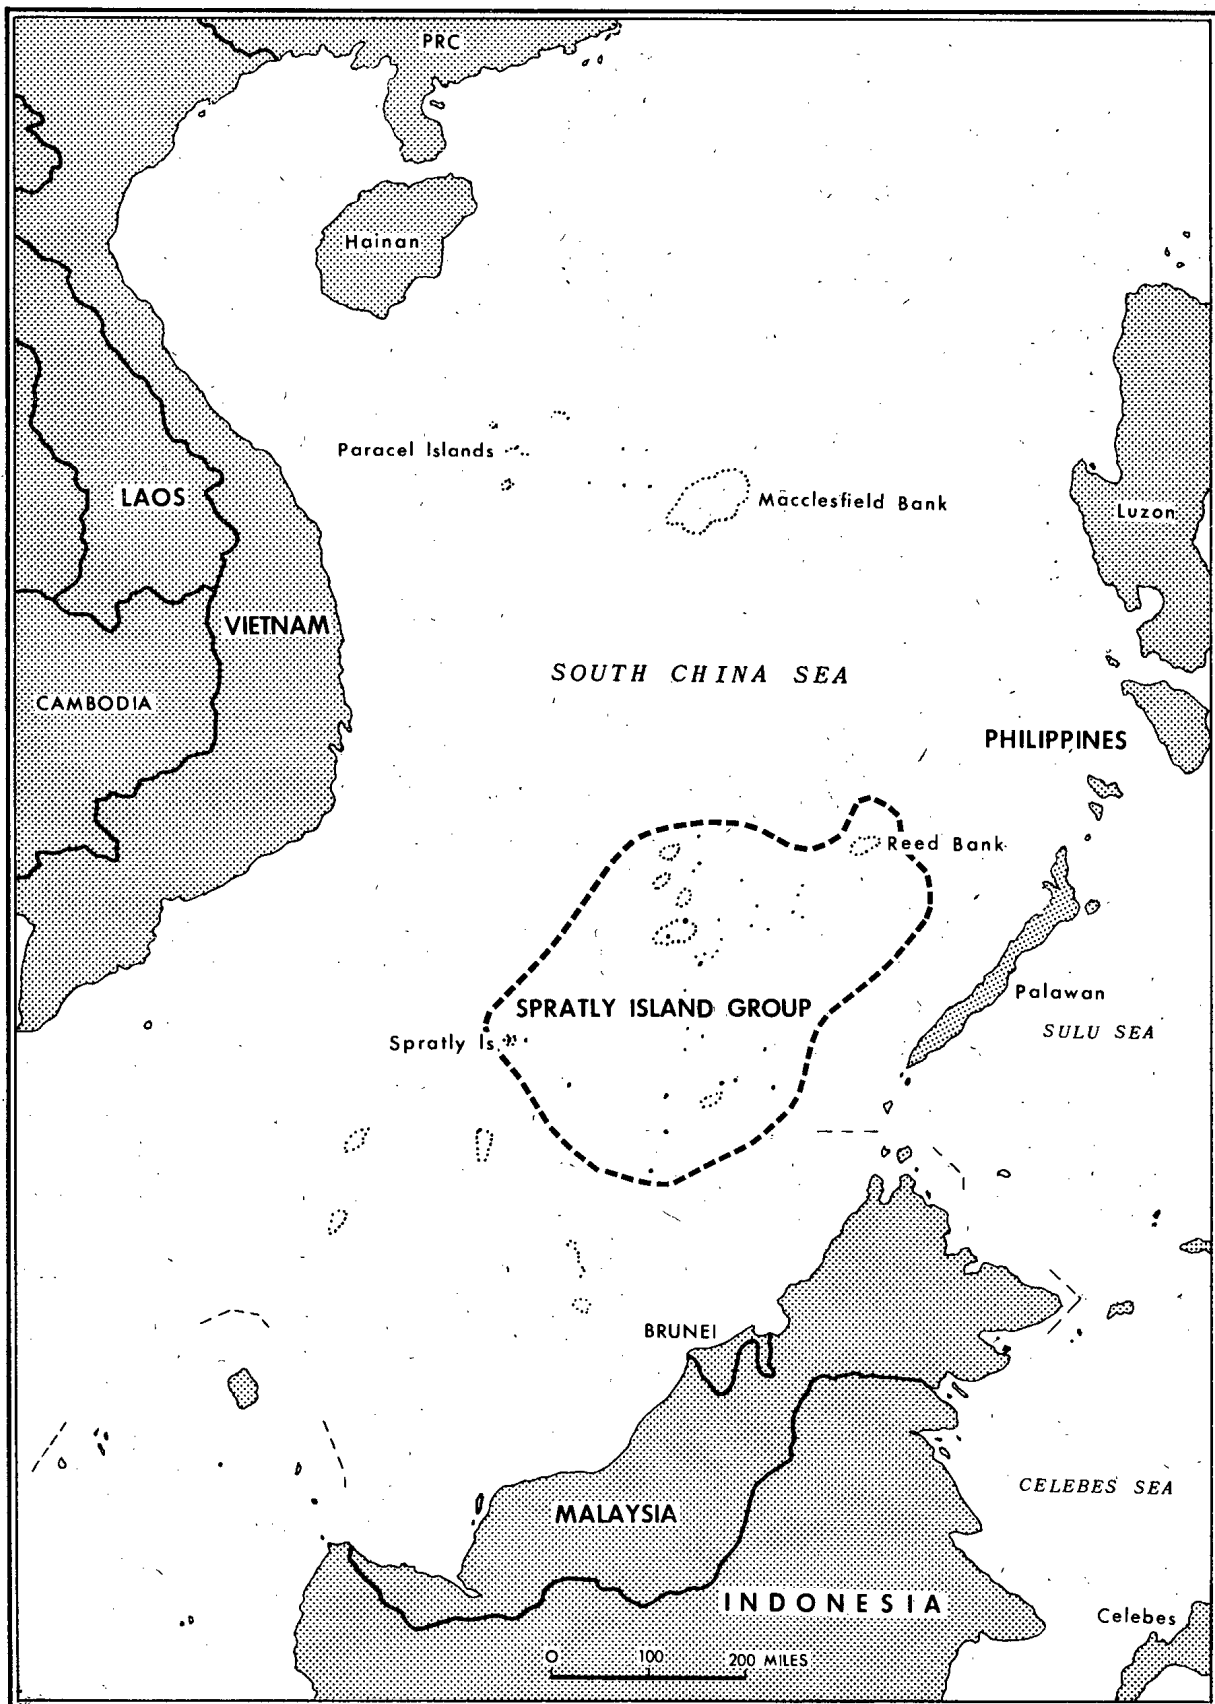 PRC
Hainan
Paracel Islands
Macclesfield Bank
LAOS
Luzon
VIETNAM
SOUTH CHINA SEA
CAMBODIA
PHILIPPINES
Reed Bank
Palawan
SPRATLY ISLAND GROUP
SULU SEA
Spratly Is.
BRUNEI
CELEBES SEA
MALAYSIA
INDONESIA
Celebes
0 100 200 MILES